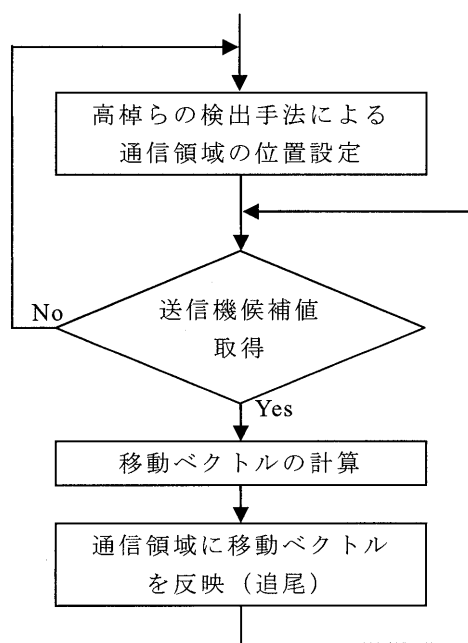 高棹らの検出手法による
通信領域の位置設定
送信機候補値
取得
No
Yes
移動ベクトルの計算
通信領域に移動ベクトル
を反映（追尾）